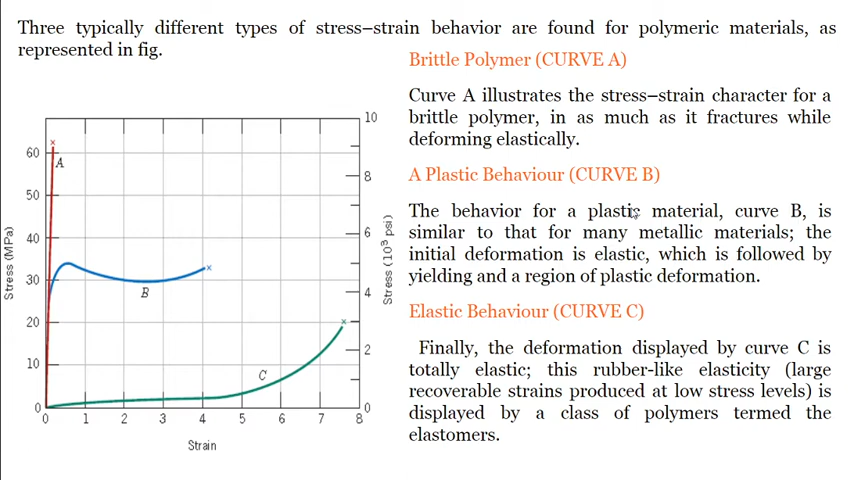 Three typically different types of stress–strain behavior are found for polymeric materials, as
represented in fig.
Brittle Polymer (CURVE A)
Curve A illustrates the stress–strain character for a
brittle polymer, in as much as it fractures while
deforming elastically.
A Plastic Behaviour (CURVE B)
The behavior for a plastic material, curve B, is
similar to that for many metallic materials; the
initial deformation is elastic, which is followed by
yielding and a region of plastic deformation.
Elastic Behaviour (CURVE C)
Finally, the deformation displayed by curve C is
totally elastic; this rubber-like elasticity (large
recoverable strains produced at low stress levels) is
displayed by a class of polymers termed the
elastomers.
Stress (MPa)
60
50
40
30
20
10
0
A
B
C
10
8
6
4
2
0
Stress (10³ psi)
0 1 2 3 4 5 6 7 8
Strain